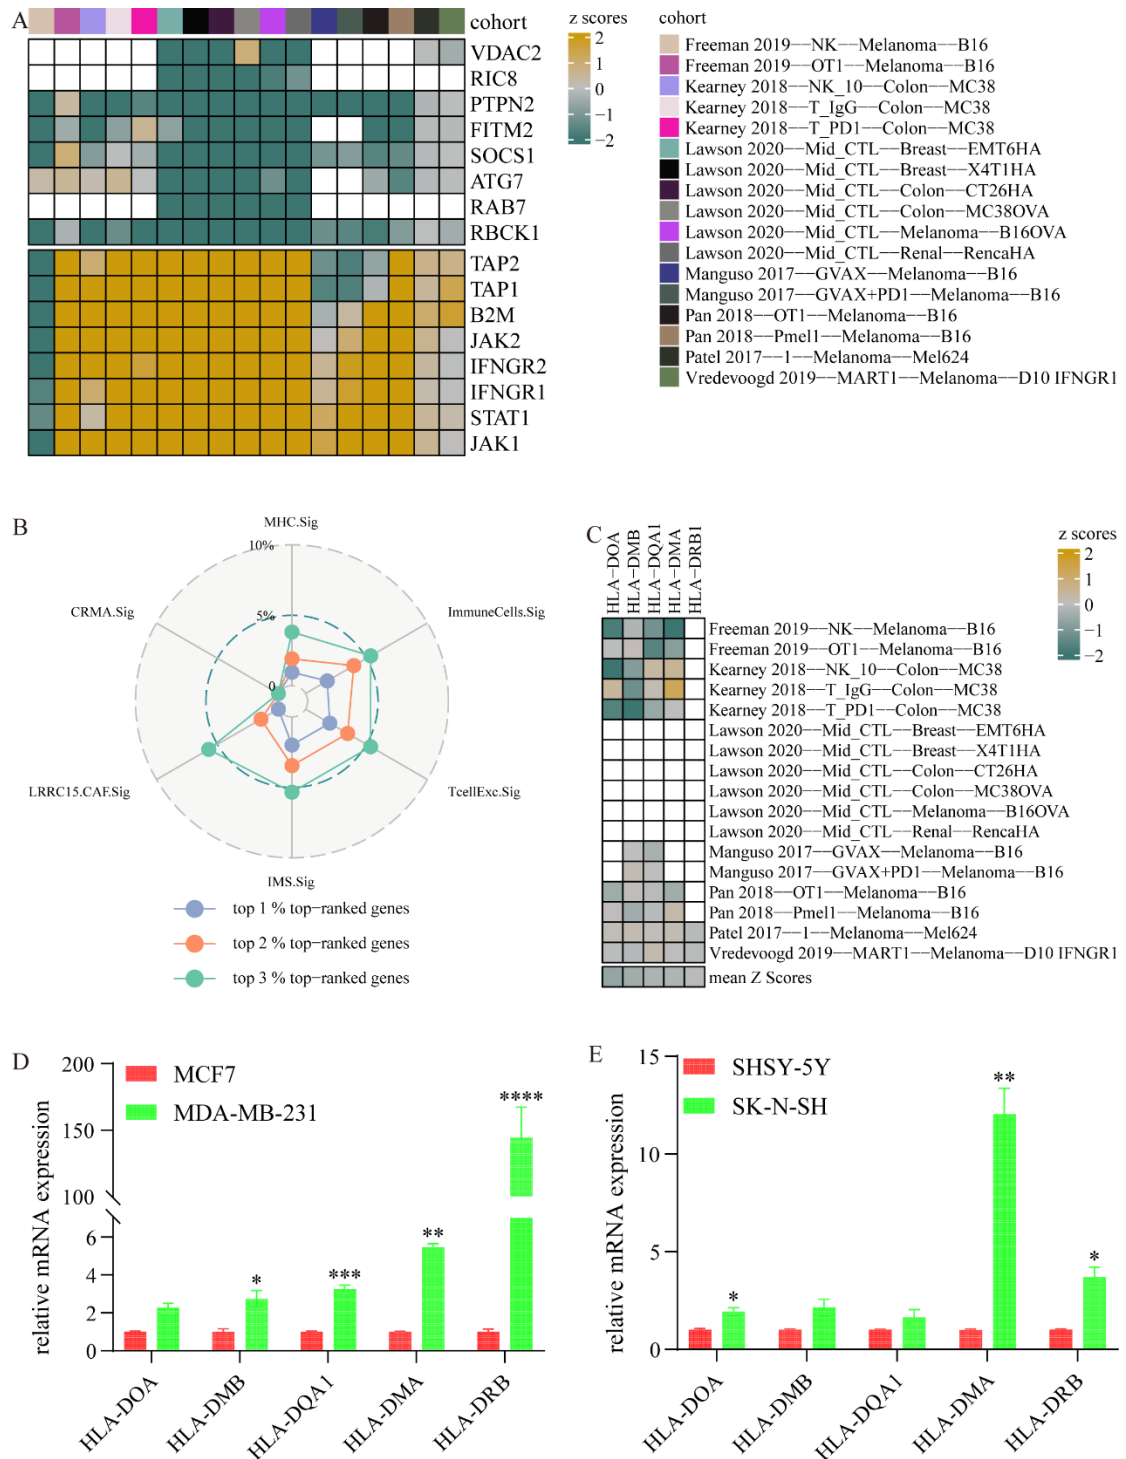 A
cohort
VDAC2
RIC8
PTPN2
FITM2
SOCS1
ATG7
RAB7
RBCK1
TAP2
TAP1
B2M
JAK2
IFNGR2
IFNGR1
STAT1
JAK1
z scores
2
1
0
−1
−2
cohort
Freeman 2019−−NK−−Melanoma−−B16
Freeman 2019−−OT1−−Melanoma−−B16
Kearney 2018−−NK_10−−Colon−−MC38
Kearney 2018−−T_IgG−−Colon−−MC38
Kearney 2018−−T_PD1−−Colon−−MC38
Lawson 2020−−Mid_CTL−−Breast−−EMT6HA
Lawson 2020−−Mid_CTL−−Breast−−X4T1HA
Lawson 2020−−Mid_CTL−−Colon−−CT26HA
Lawson 2020−−Mid_CTL−−Colon−−MC38OVA
Lawson 2020−−Mid_CTL−−Melanoma−−B16OVA
Lawson 2020−−Mid_CTL−−Renal−−RencaHA
Manguso 2017−−GVAX−−Melanoma−−B16
Manguso 2017−−GVAX+PD1−−Melanoma−−B16
Pan 2018−−OT1−−Melanoma−−B16
Pan 2018−−Pmel1−−Melanoma−−B16
Patel 2017−−1−−Melanoma−−Mel624
Vredevoogd 2019−−MART1−−Melanoma−−D10 IFNGR1
B
MHC.Sig
10%
5%
0
CRMA.Sig
ImmuneCells.Sig
LRRC15.CAF.Sig
TcellExc.Sig
IMS.Sig
top 1 % top−ranked genes
top 2 % top−ranked genes
top 3 % top−ranked genes
C
HLA−DOA
HLA−DMB
HLA−DQA1
HLA−DMA
HLA−DRB1
z scores
2
1
0
−1
−2
Freeman 2019−−NK−−Melanoma−−B16
Freeman 2019−−OT1−−Melanoma−−B16
Kearney 2018−−NK_10−−Colon−−MC38
Kearney 2018−−T_IgG−−Colon−−MC38
Kearney 2018−−T_PD1−−Colon−−MC38
Lawson 2020−−Mid_CTL−−Breast−−EMT6HA
Lawson 2020−−Mid_CTL−−Breast−−X4T1HA
Lawson 2020−−Mid_CTL−−Colon−−CT26HA
Lawson 2020−−Mid_CTL−−Colon−−MC38OVA
Lawson 2020−−Mid_CTL−−Melanoma−−B16OVA
Lawson 2020−−Mid_CTL−−Renal−−RencaHA
Manguso 2017−−GVAX−−Melanoma−−B16
Manguso 2017−−GVAX+PD1−−Melanoma−−B16
Pan 2018−−OT1−−Melanoma−−B16
Pan 2018−−Pmel1−−Melanoma−−B16
Patel 2017−−1−−Melanoma−−Mel624
Vredevoogd 2019−−MART1−−Melanoma−−D10 IFNGR1
mean Z Scores
D
relative mRNA expression
200
150
100
6
4
2
0
MCF7
MDA-MB-231
*
***
**
****
HLA-DOA
HLA-DMB
HLA-DQA1
HLA-DMA
HLA-DRB
E
relative mRNA expression
15
10
5
0
SHSY-5Y
SK-N-SH
*
**
*
HLA-DOA
HLA-DMB
HLA-DQA1
HLA-DMA
HLA-DRB